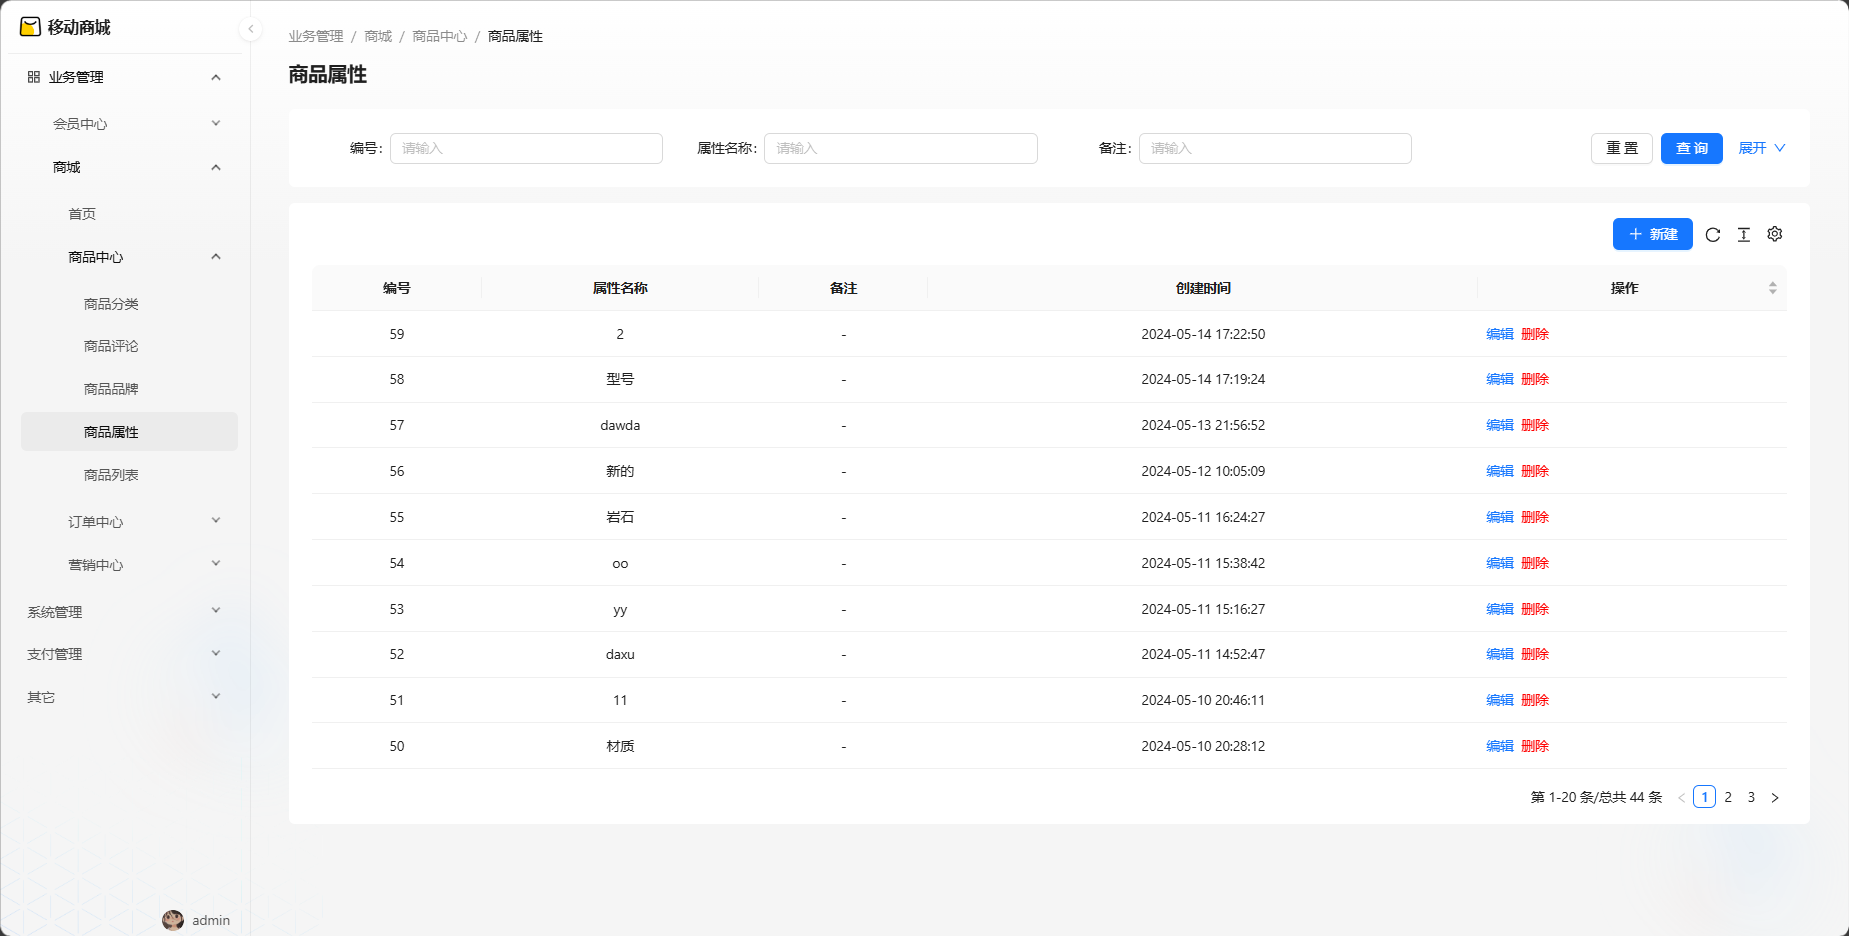 移动商城
业务管理
会员中心
商城
首页
商品中心
商品分类
商品评论
商品品牌
商品属性
商品列表
订单中心
营销中心
系统管理
支付管理
其它
admin
业务管理 / 商城 / 商品中心 / 商品属性
商品属性
编号: 请输入 属性名称: 请输入 备注: 请输入 重 置 查 询 展开
新建
编号 属性名称 备注 创建时间 操作
59 2 - 2024-05-14 17:22:50 编辑 删除
58 型号 - 2024-05-14 17:19:24 编辑 删除
57 dawda - 2024-05-13 21:56:52 编辑 删除
56 新的 - 2024-05-12 10:05:09 编辑 删除
55 岩石 - 2024-05-11 16:24:27 编辑 删除
54 oo - 2024-05-11 15:38:42 编辑 删除
53 yy - 2024-05-11 15:16:27 编辑 删除
52 daxu - 2024-05-11 14:52:47 编辑 删除
51 11 - 2024-05-10 20:46:11 编辑 删除
50 材质 - 2024-05-10 20:28:12 编辑 删除
第 1-20 条/总共 44 条 < 1 2 3 >